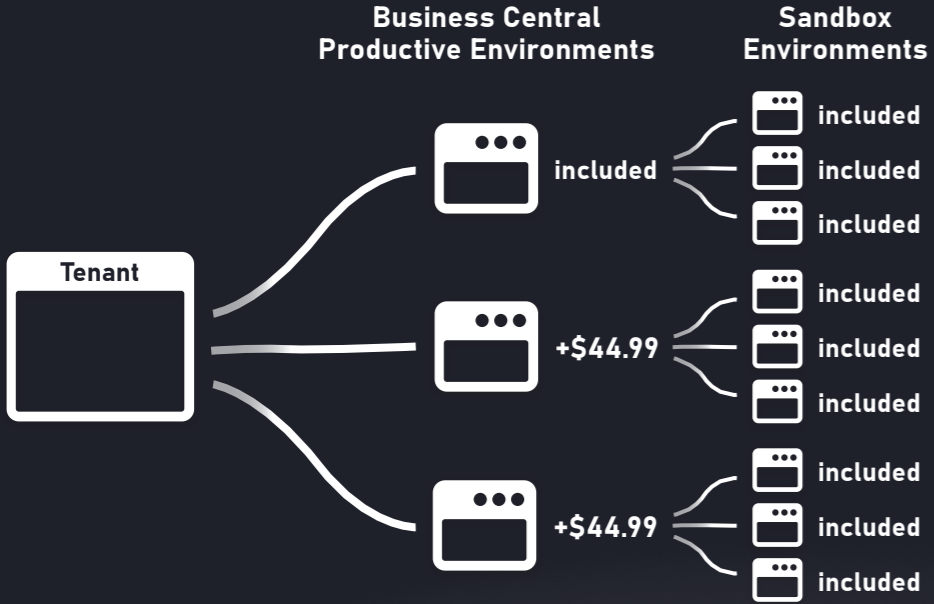 Business Central
Productive Environments
Sandbox
Environments
Tenant
included
included
included
included
+$44.99
included
included
included
+$44.99
included
included
included